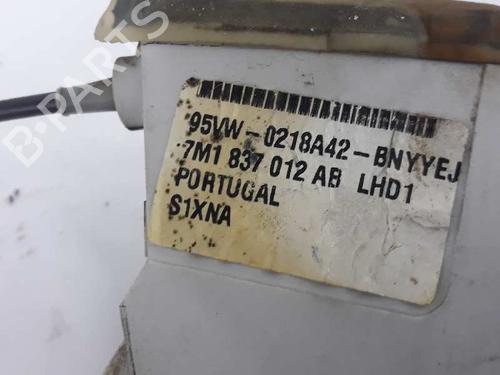 95VW-0218A42-BNYYEJ
7M1 837 012 AB LHD1
PORTUGAL
S1XNA
B-PARTS